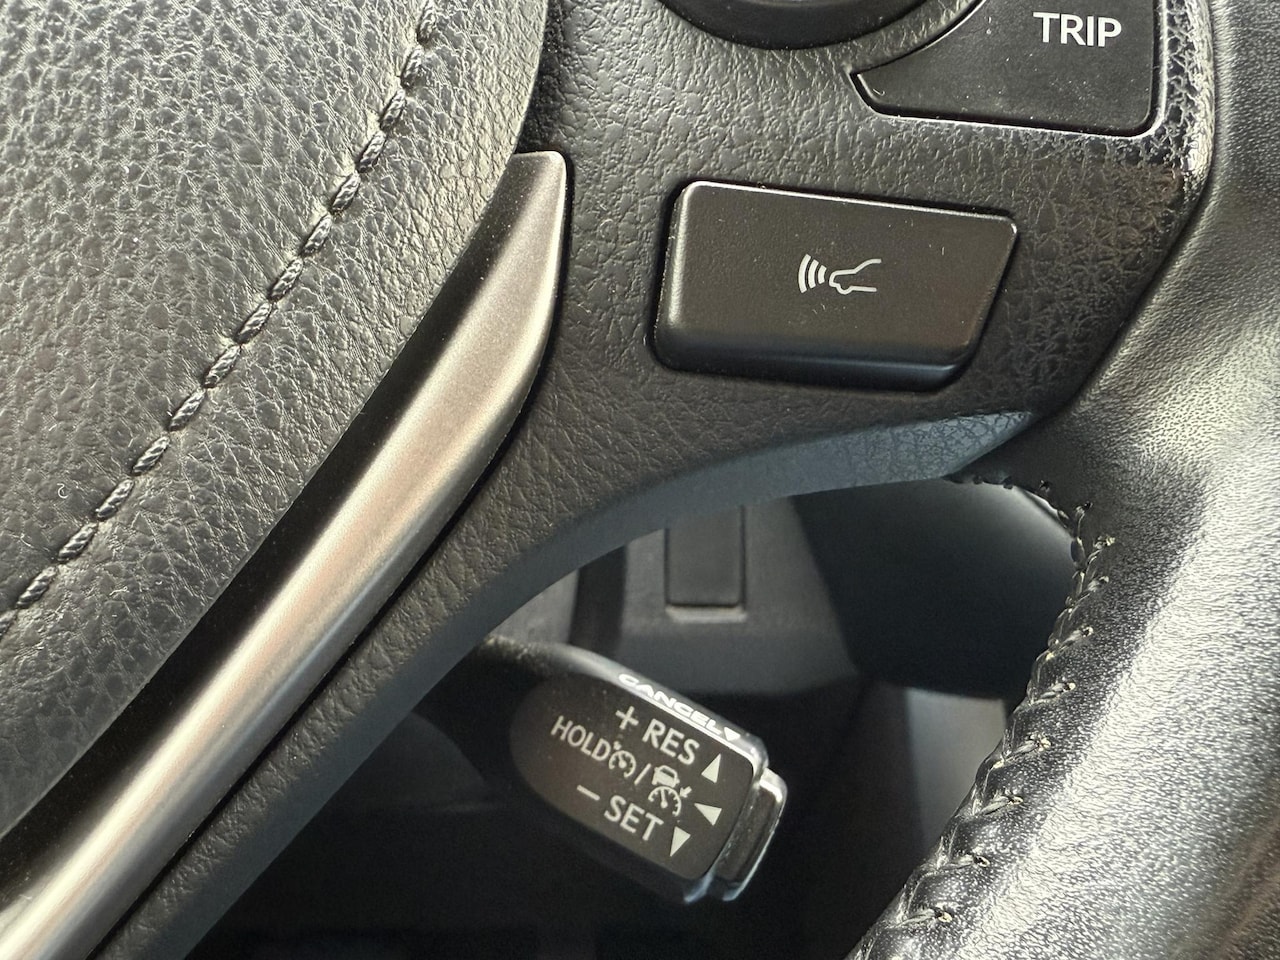 TRIP
CANCEL
+ RES
HOLD /
− SET